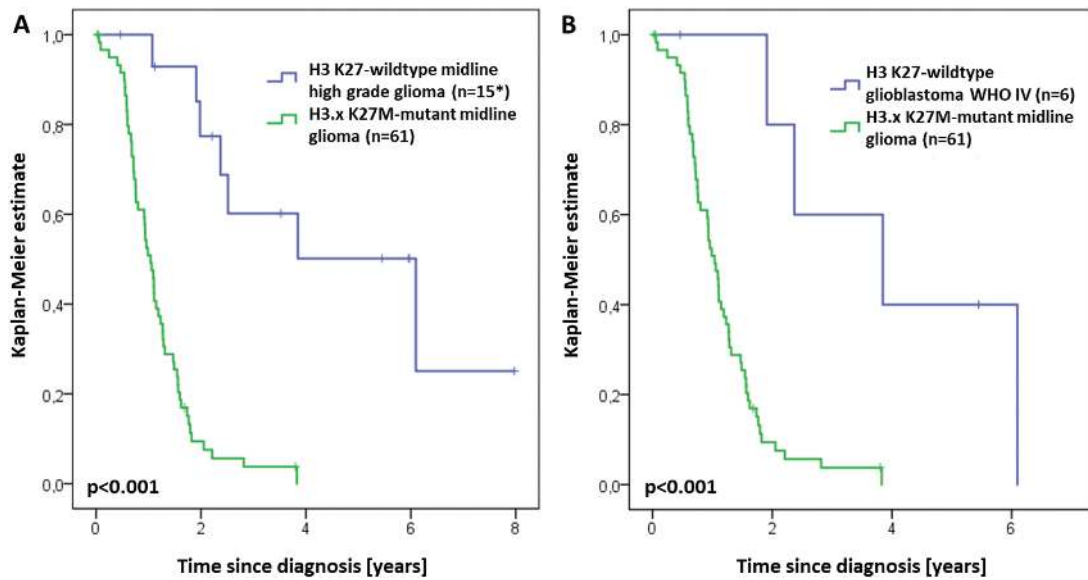 A
1,0
0,8
0,6
0,4
0,2
0,0
Kaplan-Meier estimate
H3 K27-wildtype midline
high grade glioma (n=15*)
H3.x K27M-mutant midline
glioma (n=61)
p<0.001
0 2 4 6 8
Time since diagnosis [years]
B
1,0
0,8
0,6
0,4
0,2
0,0
Kaplan-Meier estimate
H3 K27-wildtype
glioblastoma WHO IV (n=6)
H3.x K27M-mutant midline
glioma (n=61)
p<0.001
0 2 4 6
Time since diagnosis [years]